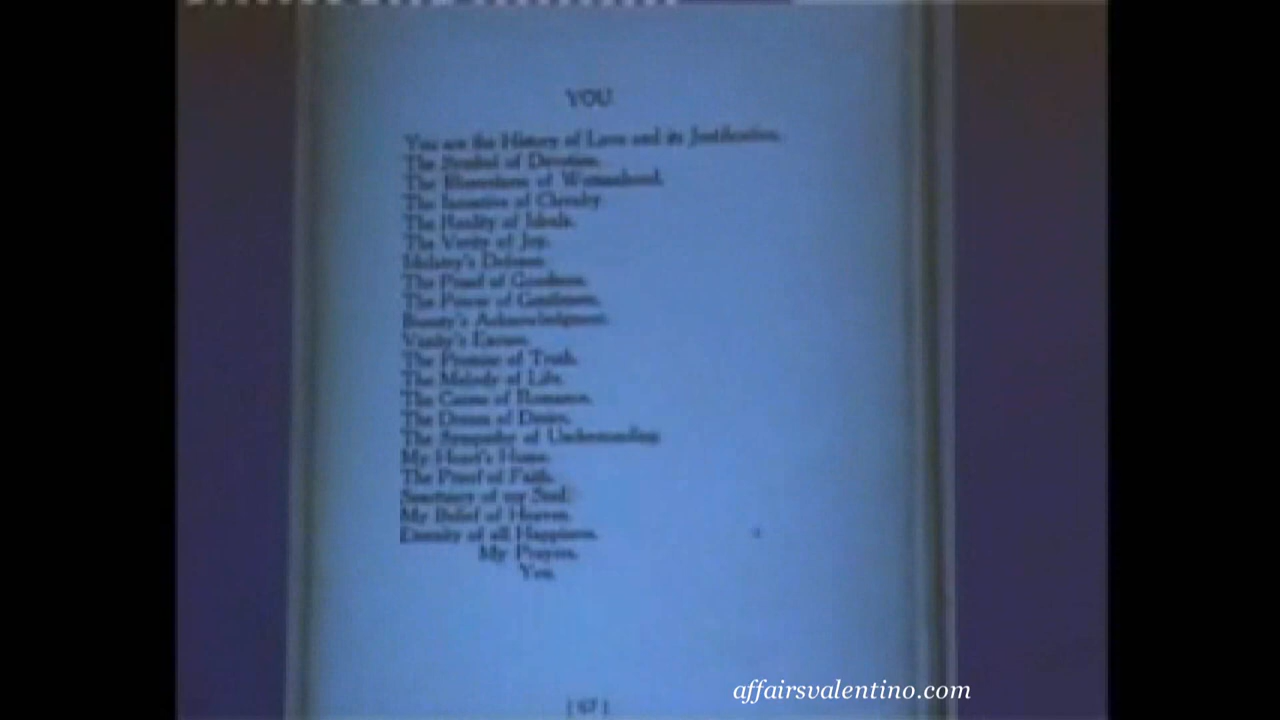 YOU
You are the History of Love and its Justification.
The Symbol of Devotion.
The Blessedness of Womanhood.
The Incentive of Chivalry.
The Reality of Ideals.
The Verity of Joy.
Idolatry's Defense.
The Proof of Goodness.
The Power of Gentleness.
Beauty's Acknowledgment.
Vanity's Excuse.
The Promise of Truth.
The Melody of Life.
The Caress of Romance.
The Dream of Desire.
The Sympathy of Understanding.
My Heart's Home.
The Proof of Faith.
Sanctuary of my Soul.
My Belief of Heaven.
Eternity of all Happiness.
My Prayers.
You.
[ 67 ]
affairsvalentino.com